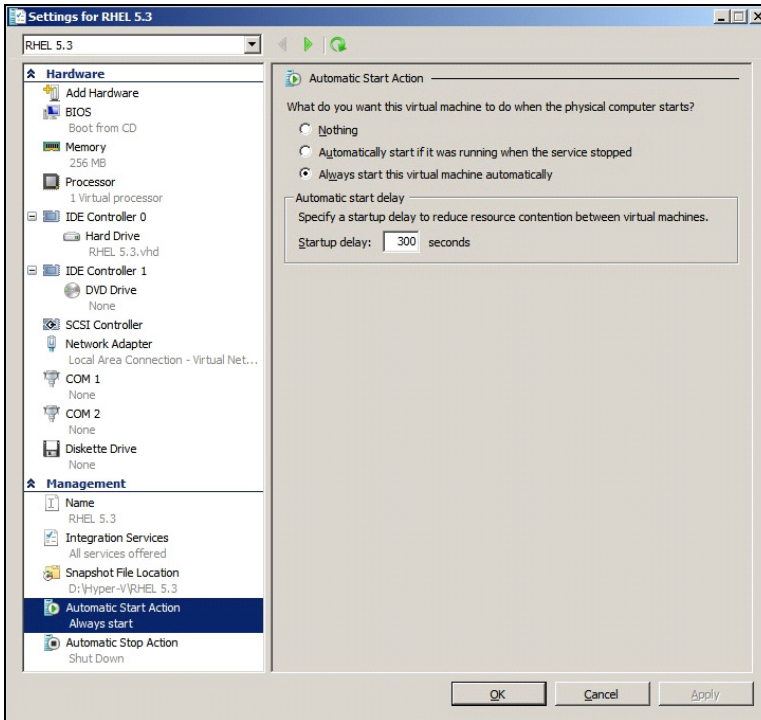 Settings for RHEL 5.3
RHEL 5.3
Hardware
Add Hardware
BIOS
Boot from CD
Memory
256 MB
Processor
1 Virtual processor
IDE Controller 0
Hard Drive
RHEL 5.3.vhd
IDE Controller 1
DVD Drive
None
SCSI Controller
Network Adapter
Local Area Connection - Virtual Net...
COM 1
None
COM 2
None
Diskette Drive
None
Management
Name
RHEL 5.3
Integration Services
All services offered
Snapshot File Location
D:\Hyper-V\RHEL 5.3
Automatic Start Action
Always start
Automatic Stop Action
Shut Down
Automatic Start Action
What do you want this virtual machine to do when the physical computer starts?
Nothing
Automatically start if it was running when the service stopped
Always start this virtual machine automatically
Automatic start delay
Specify a startup delay to reduce resource contention between virtual machines.
Startup delay: 300 seconds
OK Cancel Apply